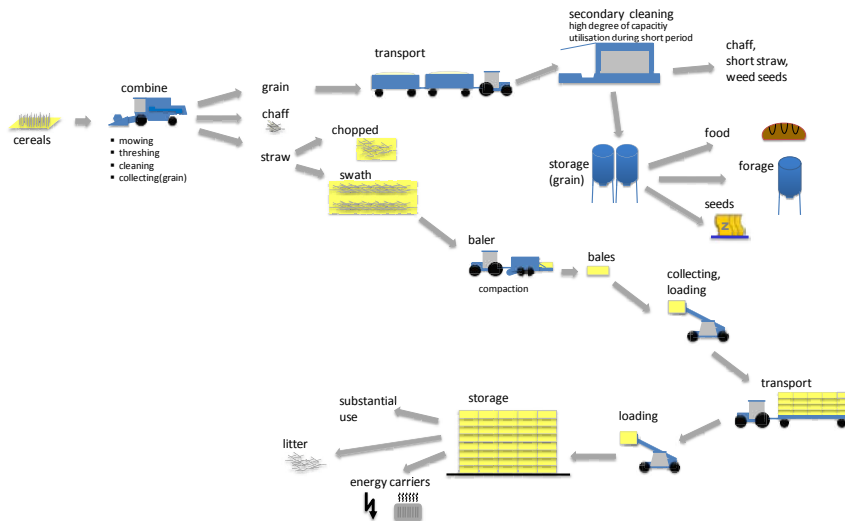 secondary cleaning
high degree of capacitiy
utilisation during short period
transport
chaff,
short straw,
weed seeds
combine
grain
chaff
cereals
▪ mowing
▪ threshing
▪ cleaning
▪ collecting(grain)
straw
chopped
swath
storage
(grain)
food
forage
seeds
Z
baler
compaction
bales
collecting,
loading
transport
loading
storage
substantial
use
litter
energy carriers